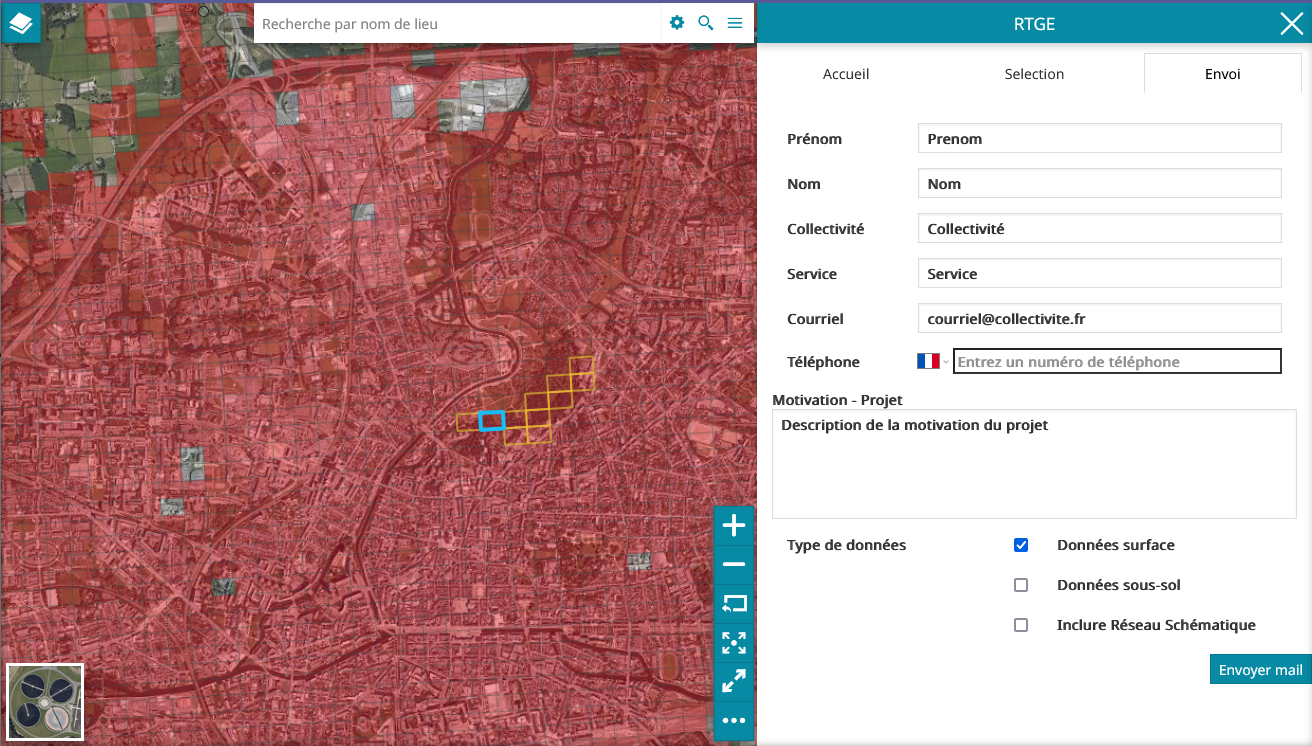 Recherche par nom de lieu
RTGE
Accueil
Selection
Envoi
Prénom
Prenom
Nom
Nom
Collectivité
Collectivité
Service
Service
Courriel
courriel@collectivite.fr
Téléphone
Entrez un numéro de téléphone
Motivation - Projet
Description de la motivation du projet
Type de données
Données surface
Données sous-sol
Inclure Réseau Schématique
Envoyer mail